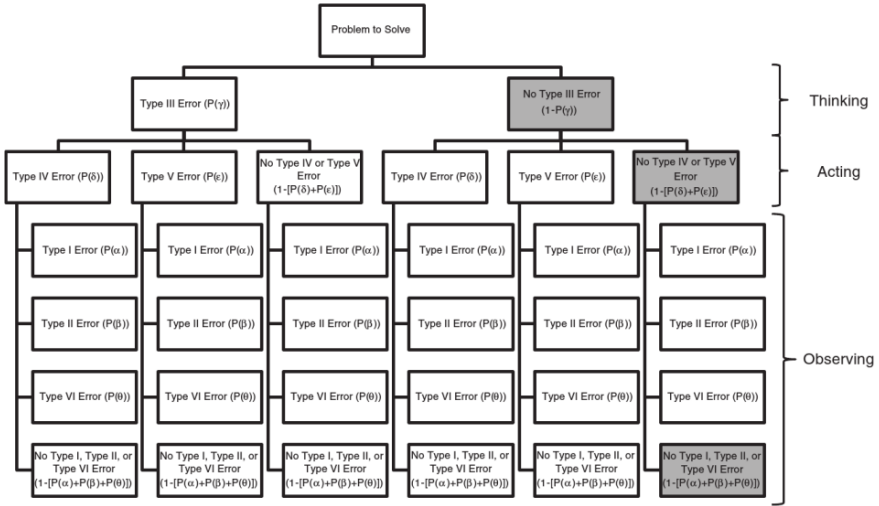 Problem to Solve
Type III Error (P(γ))
No Type III Error
(1-P(γ))
Thinking
Type IV Error (P(δ))
Type V Error (P(ε))
No Type IV or Type V
Error
(1-[P(δ)+P(ε)])
Type IV Error (P(δ))
Type V Error (P(ε))
No Type IV or Type V
Error
(1-[P(δ)+P(ε)])
Acting
Type I Error (P(α))
Type I Error (P(α))
Type I Error (P(α))
Type I Error (P(α))
Type I Error (P(α))
Type I Error (P(α))
Type II Error (P(β))
Type II Error (P(β))
Type II Error (P(β))
Type II Error (P(β))
Type II Error (P(β))
Type II Error (P(β))
Observing
Type VI Error (P(θ))
Type VI Error (P(θ))
Type VI Error (P(θ))
Type VI Error (P(θ))
Type VI Error (P(θ))
Type VI Error (P(θ))
No Type I, Type II, or
Type VI Error
(1-[P(α)+P(β)+P(θ)])
No Type I, Type II, or
Type VI Error
(1-[P(α)+P(β)+P(θ)])
No Type I, Type II, or
Type VI Error
(1-[P(α)+P(β)+P(θ)])
No Type I, Type II, or
Type VI Error
(1-[P(α)+P(β)+P(θ)])
No Type I, Type II, or
Type VI Error
(1-[P(α)+P(β)+P(θ)])
No Type I, Type II, or
Type VI Error
(1-[P(α)+P(β)+P(θ)])